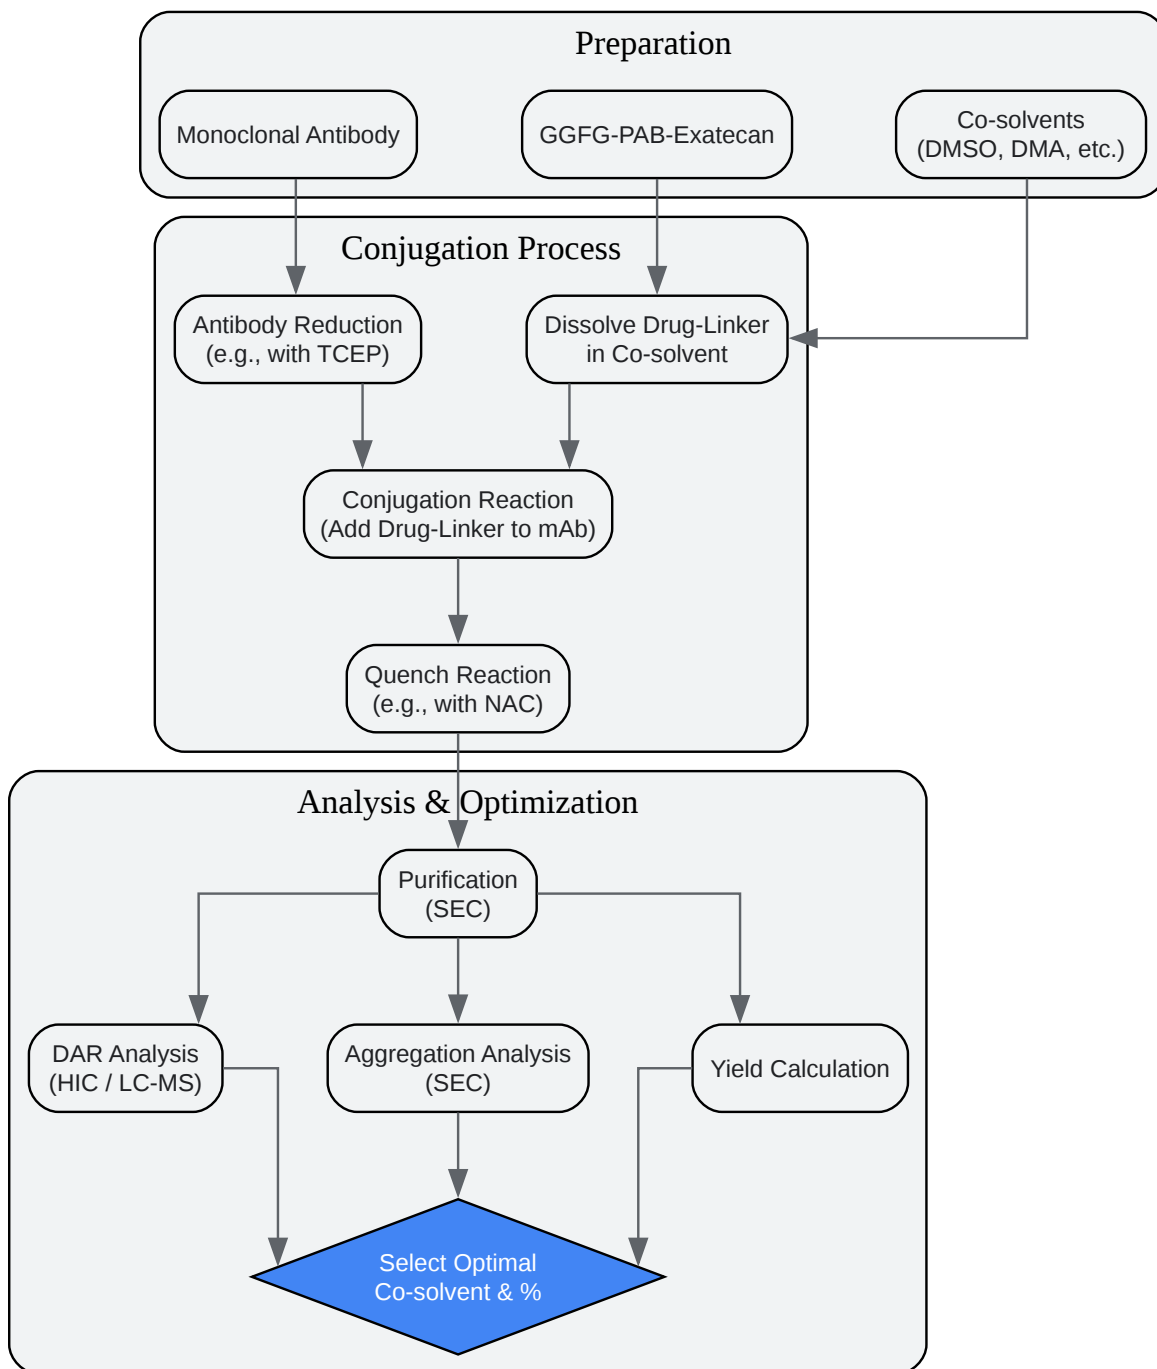 Preparation
Monoclonal Antibody
GGFG-PAB-Exatecan
Co-solvents
(DMSO, DMA, etc.)
Conjugation Process
Antibody Reduction
(e.g., with TCEP)
Dissolve Drug-Linker
in Co-solvent
Conjugation Reaction
(Add Drug-Linker to mAb)
Quench Reaction
(e.g., with NAC)
Analysis & Optimization
Purification
(SEC)
DAR Analysis
(HIC / LC-MS)
Aggregation Analysis
(SEC)
Yield Calculation
Select Optimal
Co-solvent & %